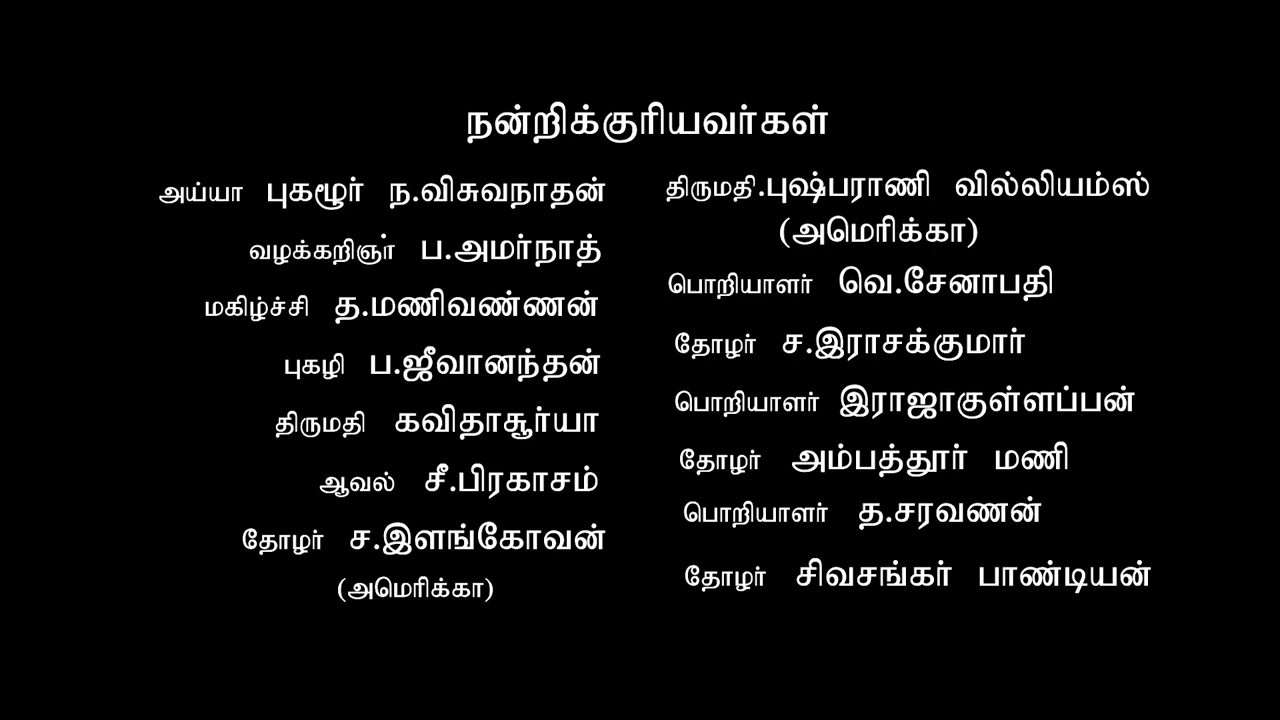 நன்றிக்குரியவர்கள்
அய்யா புகழூர் ந.விசுவநாதன்
வழக்கறிஞர் ப.அமர்நாத்
மகிழ்ச்சி த.மணிவண்ணன்
புகழி ப.ஜீவானந்தன்
திருமதி கவிதாசூர்யா
ஆவல் சீ.பிரகாசம்
தோழர் ச.இளங்கோவன்
(அமெரிக்கா)
திருமதி.புஷ்பராணி வில்லியம்ஸ்
(அமெரிக்கா)
பொறியாளர் வெ.சேனாபதி
தோழர் ச.இராசக்குமார்
பொறியாளர் இராஜாகுள்ளப்பன்
தோழர் அம்பத்தூர் மணி
பொறியாளர் த.சரவணன்
தோழர் சிவசங்கர் பாண்டியன்